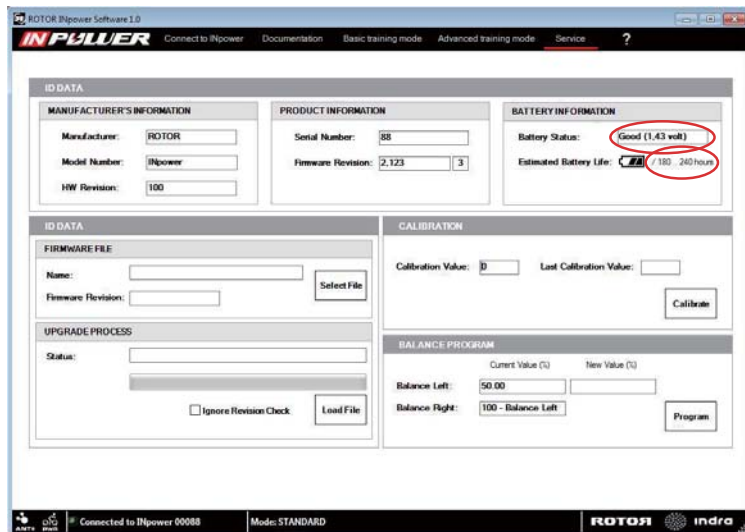 ROTOR INpower Software 1.0
INPOWER Connect to INpower Documentation Basic training mode Advanced training mode Service ?
ID DATA
MANUFACTURER'S INFORMATION
Manufacturer: ROTOR
Model Number: INpower
HW Revision: 100
PRODUCT INFORMATION
Serial Number: 88
Firmware Revision: 2,123 3
BATTERY INFORMATION
Battery Status: Good (1,43 volt)
Estimated Battery Life: / 180 .. 240 hours
ID DATA
FIRMWARE FILE
Name:
Firmware Revision:
Select File
UPGRADE PROCESS
Status:
Ignore Revision Check
Load File
CALIBRATION
Calibration Value: 0 Last Calibration Value:
Calibrate
BALANCE PROGRAM
Current Value (%) New Value (%)
Balance Left: 50.00
Balance Right: 100 - Balance Left
Program
ANT+ PWR Connected to INpower 00088 Mode: STANDARD ROTOR indra